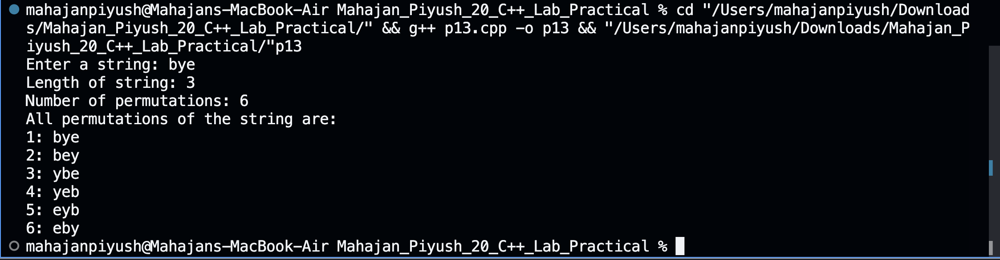 mahajanpiyush@Mahajans-MacBook-Air Mahajan_Piyush_20_C++_Lab_Practical % cd "/Users/mahajanpiyush/Download
s/Mahajan_Piyush_20_C++_Lab_Practical/" && g++ p13.cpp -o p13 && "/Users/mahajanpiyush/Downloads/Mahajan_P
iyush_20_C++_Lab_Practical/"p13
Enter a string: bye
Length of string: 3
Number of permutations: 6
All permutations of the string are:
1: bye
2: bey
3: ybe
4: yeb
5: eyb
6: eby
mahajanpiyush@Mahajans-MacBook-Air Mahajan_Piyush_20_C++_Lab_Practical %